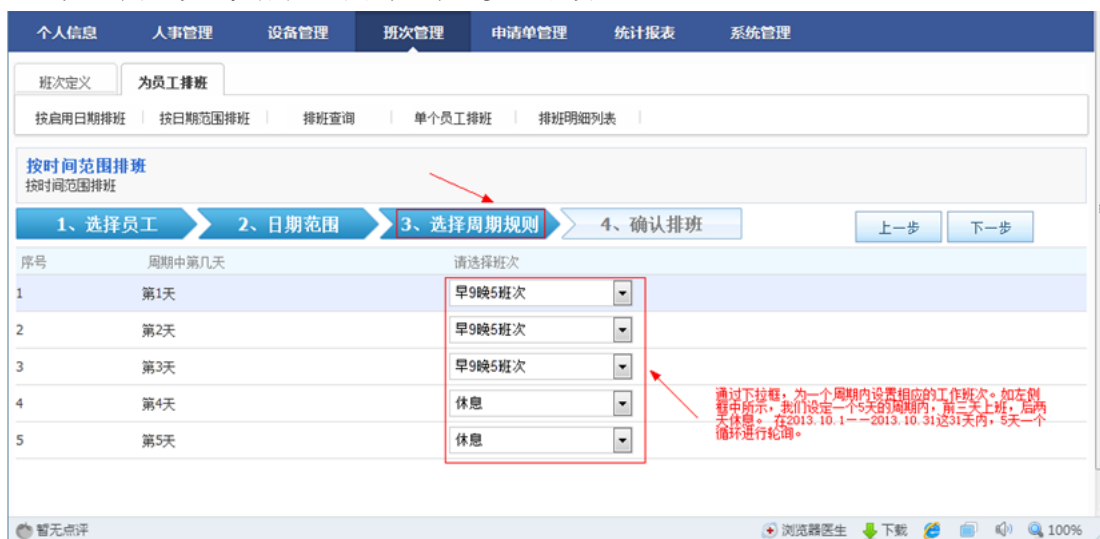 个人信息 人事管理 设备管理 班次管理 申请单管理 统计报表 系统管理
班次定义 为员工排班
按启用日期排班 按日期范围排班 排班查询 单个员工排班 排班明细列表
按时间范围排班
按时间范围排班
1、选择员工 2、日期范围 3、选择周期规则 4、确认排班 上一步 下一步
序号 周期中第几天 请选择班次
1 第1天 早9晚5班次
2 第2天 早9晚5班次
3 第3天 早9晚5班次
4 第4天 休息
5 第5天 休息
通过下拉框，为一个周期内设置相应的工作班次。如左侧
框中所示，我们设定一个5天的周期内，前三天上班，后两
天休息。 在2013.10.1——2013.10.31这31天内，5天一个
循环进行轮询。
暂无点评 浏览器医生 下载 100%